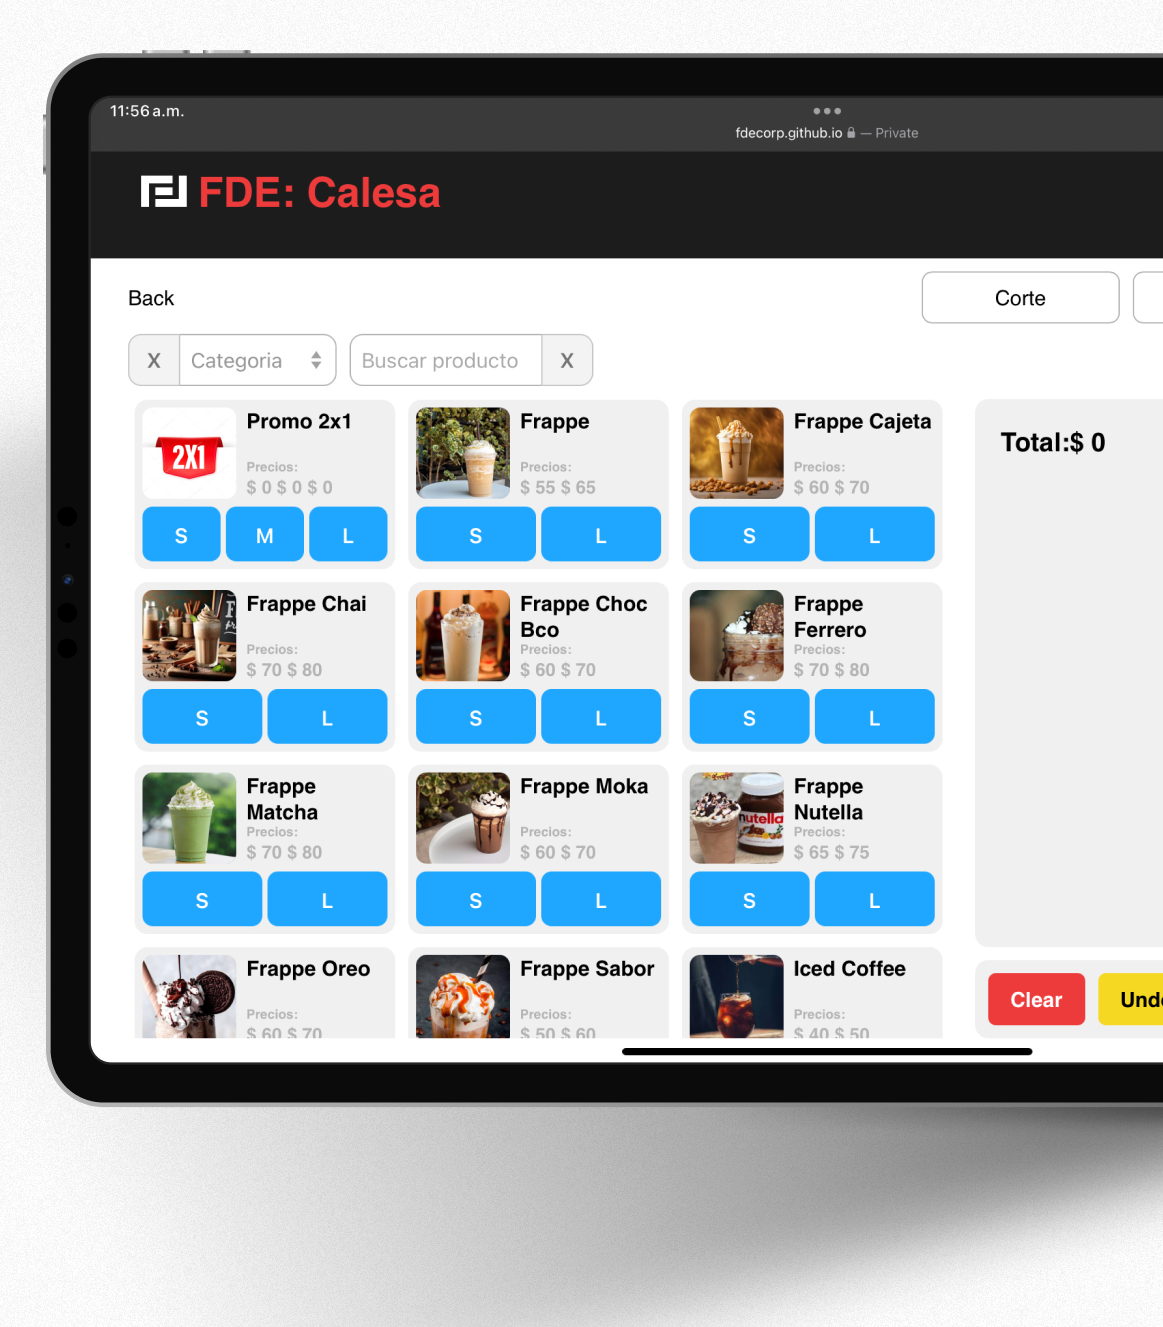 11:56 a.m.
fdecorp.github.io — Private
FDE: Calesa
Back
Corte
X
Categoria
Buscar producto
X
Promo 2x1
2X1
Precios:
$ 0 $ 0 $ 0
S
M
L
Frappe
Precios:
$ 55 $ 65
S
L
Frappe Cajeta
Precios:
$ 60 $ 70
S
L
Total:$ 0
Frappe Chai
Precios:
$ 70 $ 80
S
L
Frappe Choc
Bco
Precios:
$ 60 $ 70
S
L
Frappe
Ferrero
Precios:
$ 70 $ 80
S
L
Frappe
Matcha
Precios:
$ 70 $ 80
S
L
Frappe Moka
Precios:
$ 60 $ 70
S
L
Frappe
Nutella
nutella
Precios:
$ 65 $ 75
S
L
Frappe Oreo
Precios:
$ 60 $ 70
Frappe Sabor
Precios:
$ 50 $ 60
Iced Coffee
Precios:
$ 40 $ 50
Clear